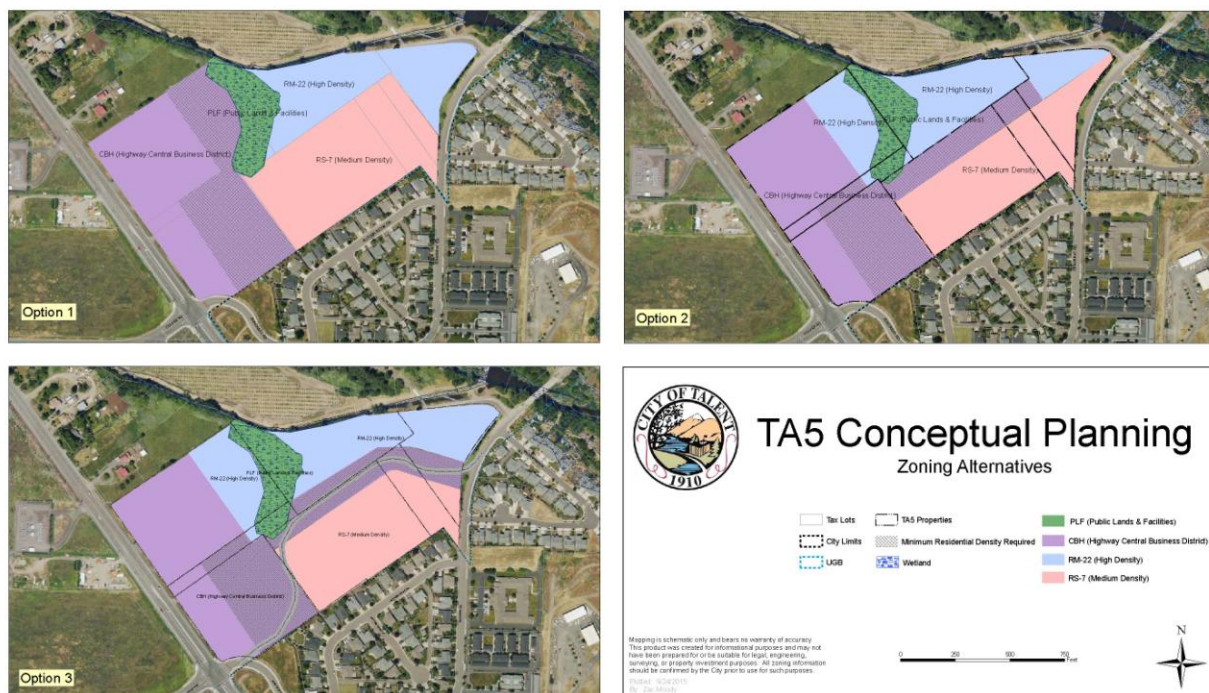 RM-22 (High Density)
PLF (Public Lands & Facilities)
CBH (Highway Central Business District)
RS-7 (Medium Density)
Option 1
RM-22 (High Density)
RM-22 (High Density)
PLF (Public Lands & Facilities)
CBH (Highway Central Business District)
RS-7 (Medium Density)
Option 2
RM-22 (High Density)
PLF (Public Lands & Facilities)
RM-22 (High Density)
RS-7 (Medium Density)
CBH (Highway Central Business District)
Option 3
CITY OF TALENT
1910
TA5 Conceptual Planning
Zoning Alternatives
Tax Lots
TA5 Properties
PLF (Public Lands & Facilities)
City Limits
Minimum Residential Density Required
CBH (Highway Central Business District)
UGB
Wetland
RM-22 (High Density)
RS-7 (Medium Density)
Mapping is schematic only and bears no warranty of accuracy.
This product was created for informational purposes and may not
have been prepared for or be suitable for legal, engineering,
surveying, or property investment purposes. All zoning information
should be confirmed by the City prior to use for such purposes.
By: Zac Moody
0 250 500 750
Feet
N